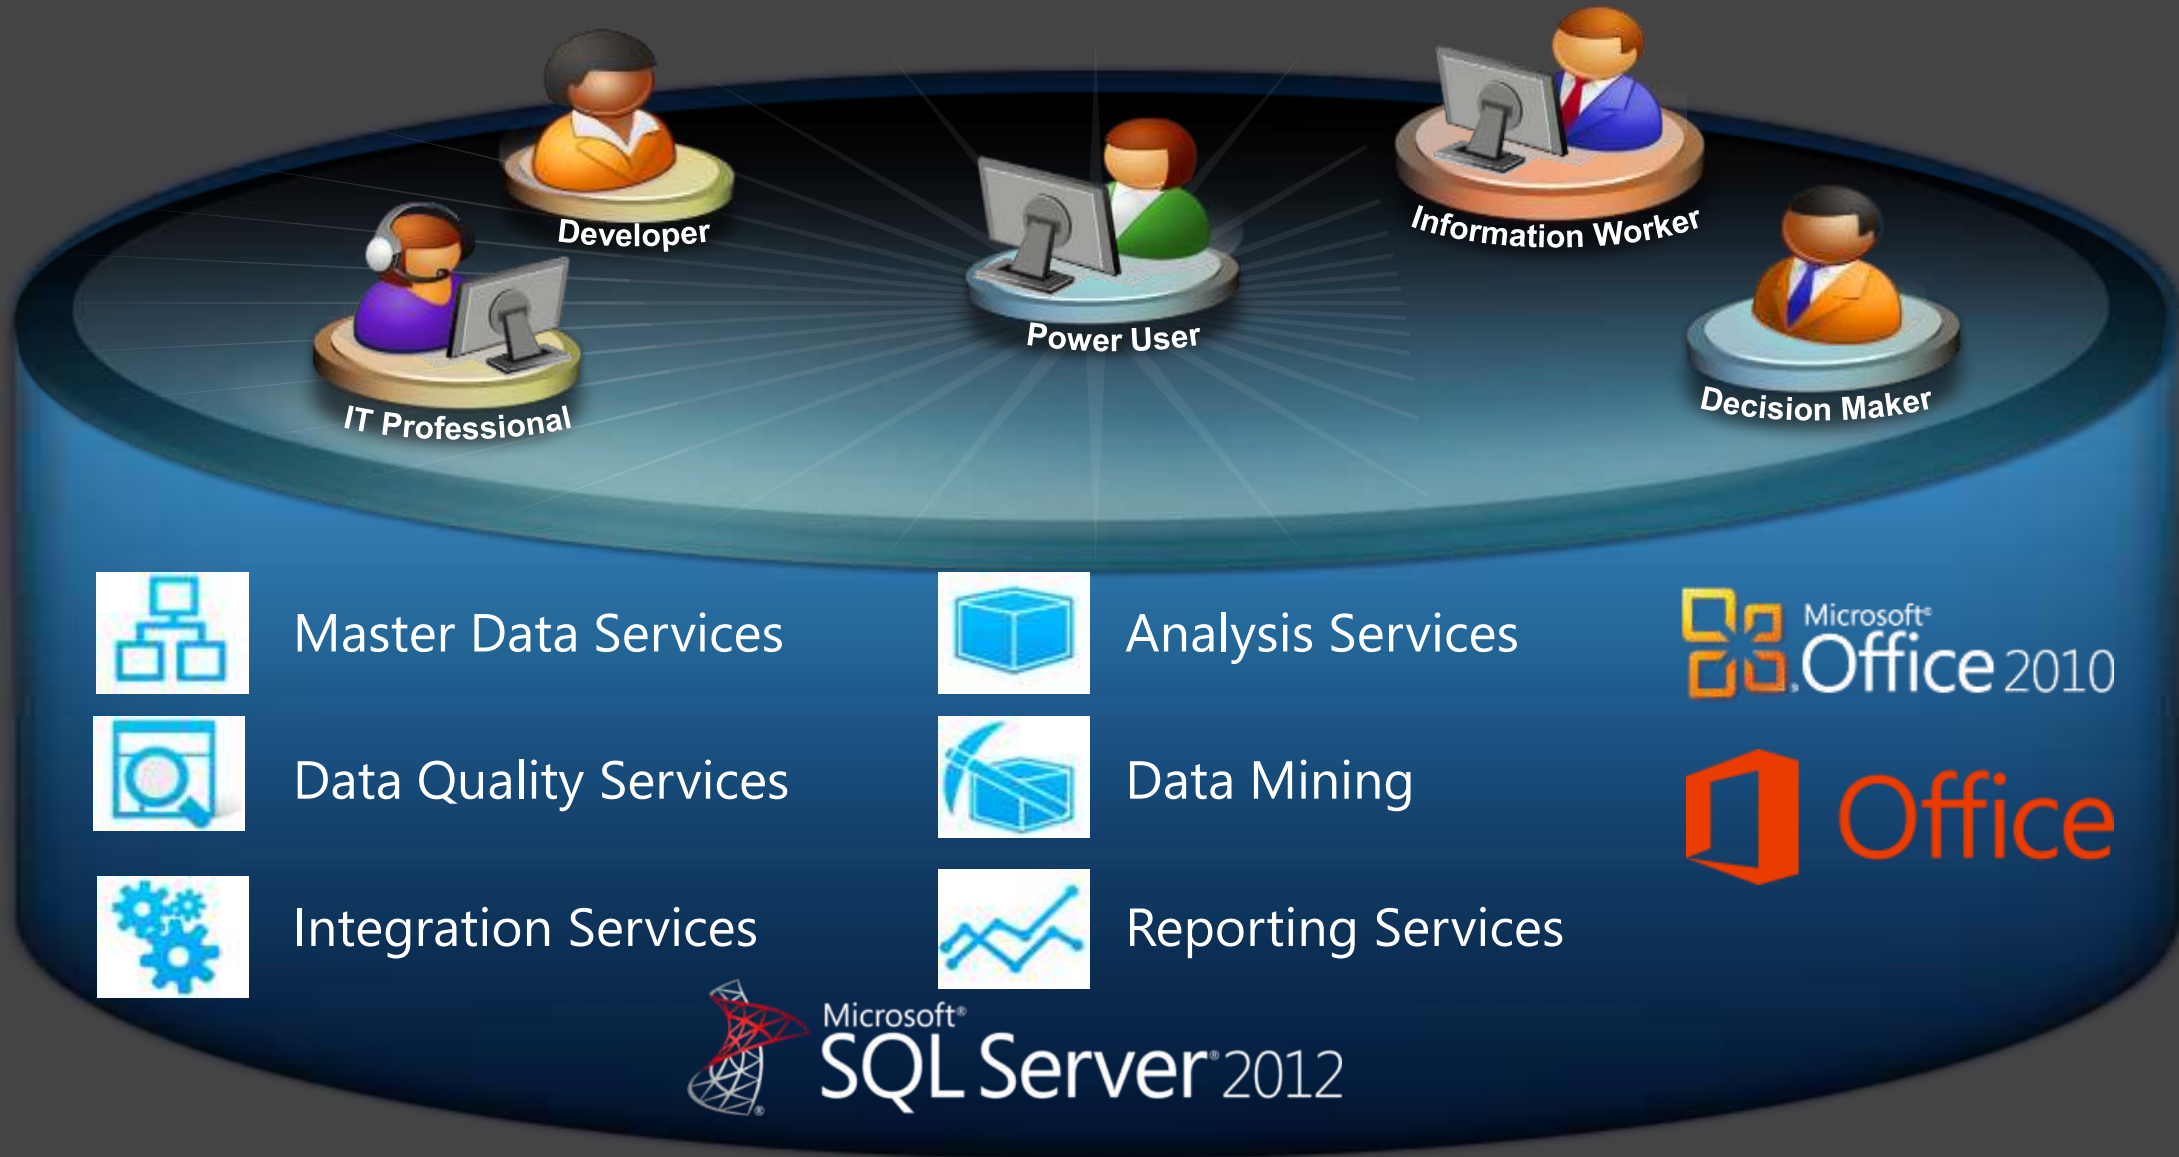 Developer
Information Worker
Power User
IT Professional
Decision Maker
Master Data Services
Data Quality Services
Integration Services
Analysis Services
Data Mining
Reporting Services
Microsoft®
Office 2010
Office
Microsoft®
SQL Server® 2012